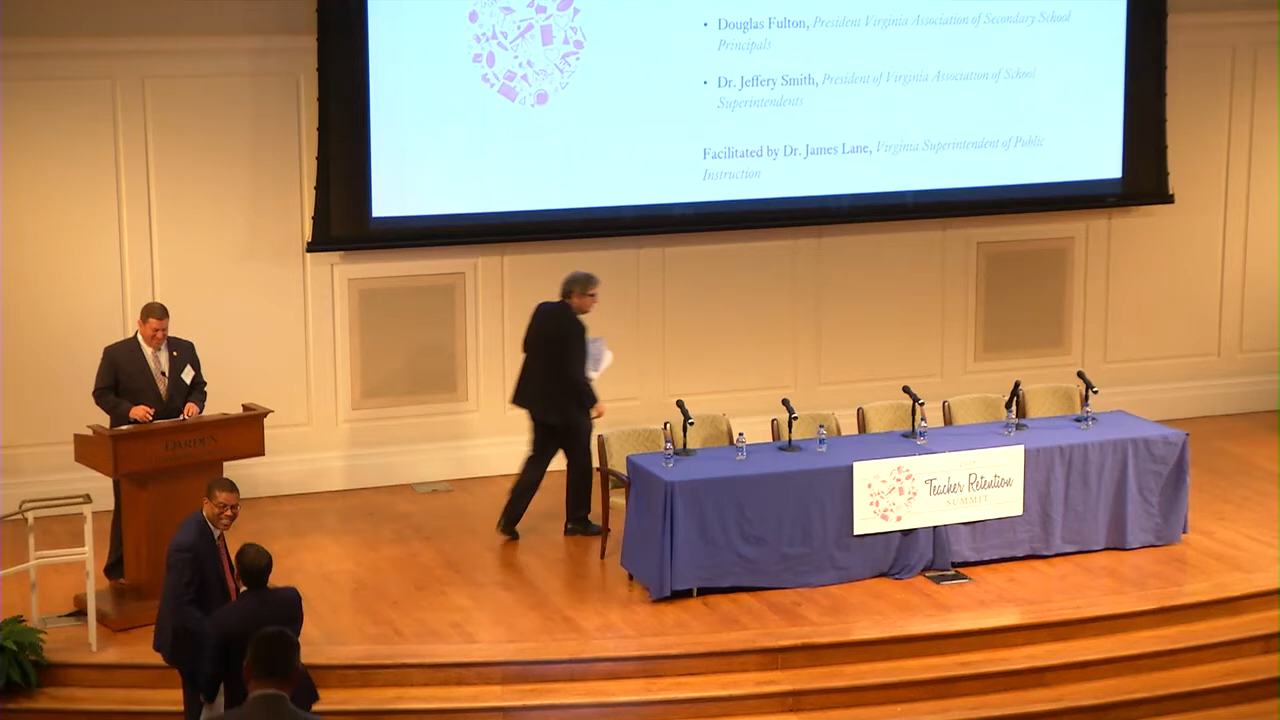 • Douglas Fulton, President Virginia Association of Secondary School
Principals
• Dr. Jeffery Smith, President of Virginia Association of School
Superintendents
Facilitated by Dr. James Lane, Virginia Superintendent of Public
Instruction
DARDEN
Teacher Retention
SUMMIT